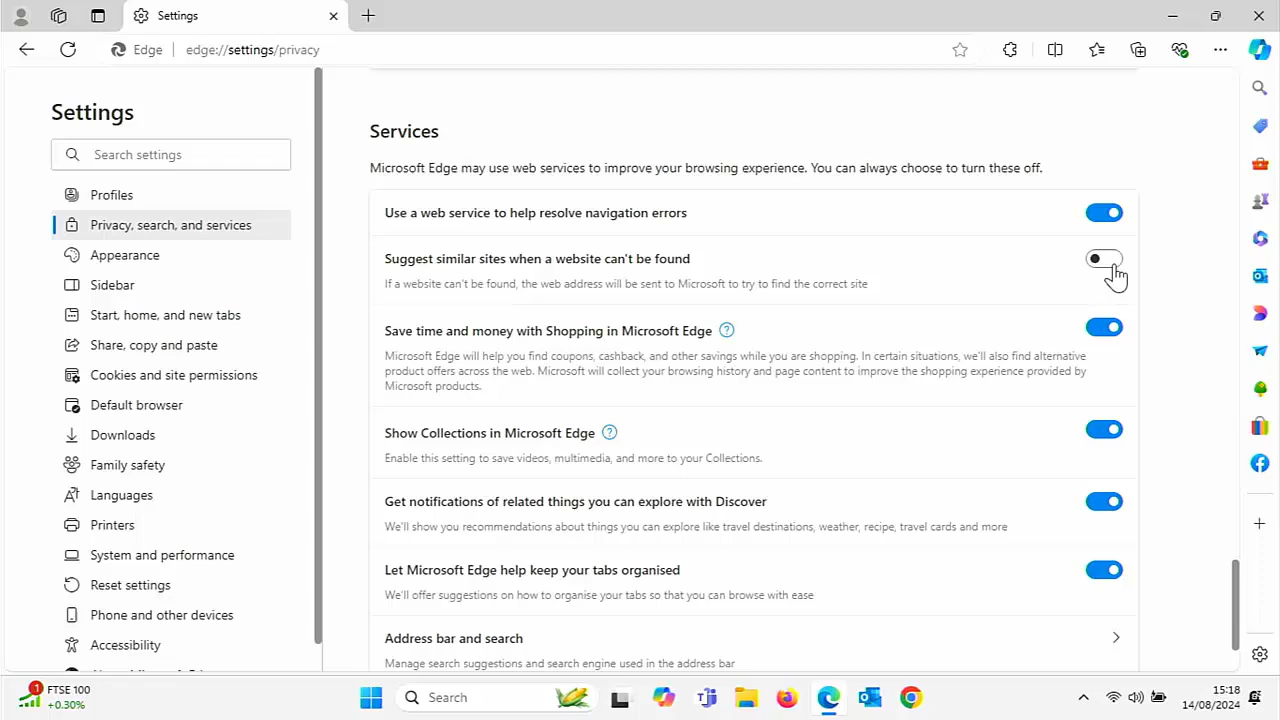 Settings
Edge
edge://settings/privacy
Settings
Search settings
Profiles
Privacy, search, and services
Appearance
Sidebar
Start, home, and new tabs
Share, copy and paste
Cookies and site permissions
Default browser
Downloads
Family safety
Languages
Printers
System and performance
Reset settings
Phone and other devices
Accessibility
Services
Microsoft Edge may use web services to improve your browsing experience. You can always choose to turn these off.
Use a web service to help resolve navigation errors
Suggest similar sites when a website can't be found
If a website can't be found, the web address will be sent to Microsoft to try to find the correct site
Save time and money with Shopping in Microsoft Edge
Microsoft Edge will help you find coupons, cashback, and other savings while you are shopping. In certain situations, we'll also find alternative
product offers across the web. Microsoft will collect your browsing history and page content to improve the shopping experience provided by
Microsoft products.
Show Collections in Microsoft Edge
Enable this setting to save videos, multimedia, and more to your Collections.
Get notifications of related things you can explore with Discover
We'll show you recommendations about things you can explore like travel destinations, weather, recipe, travel cards and more
Let Microsoft Edge help keep your tabs organised
We'll offer suggestions on how to organise your tabs so that you can browse with ease
Address bar and search
Manage search suggestions and search engine used in the address bar
1
FTSE 100
+0.30%
Search
15:18
14/08/2024